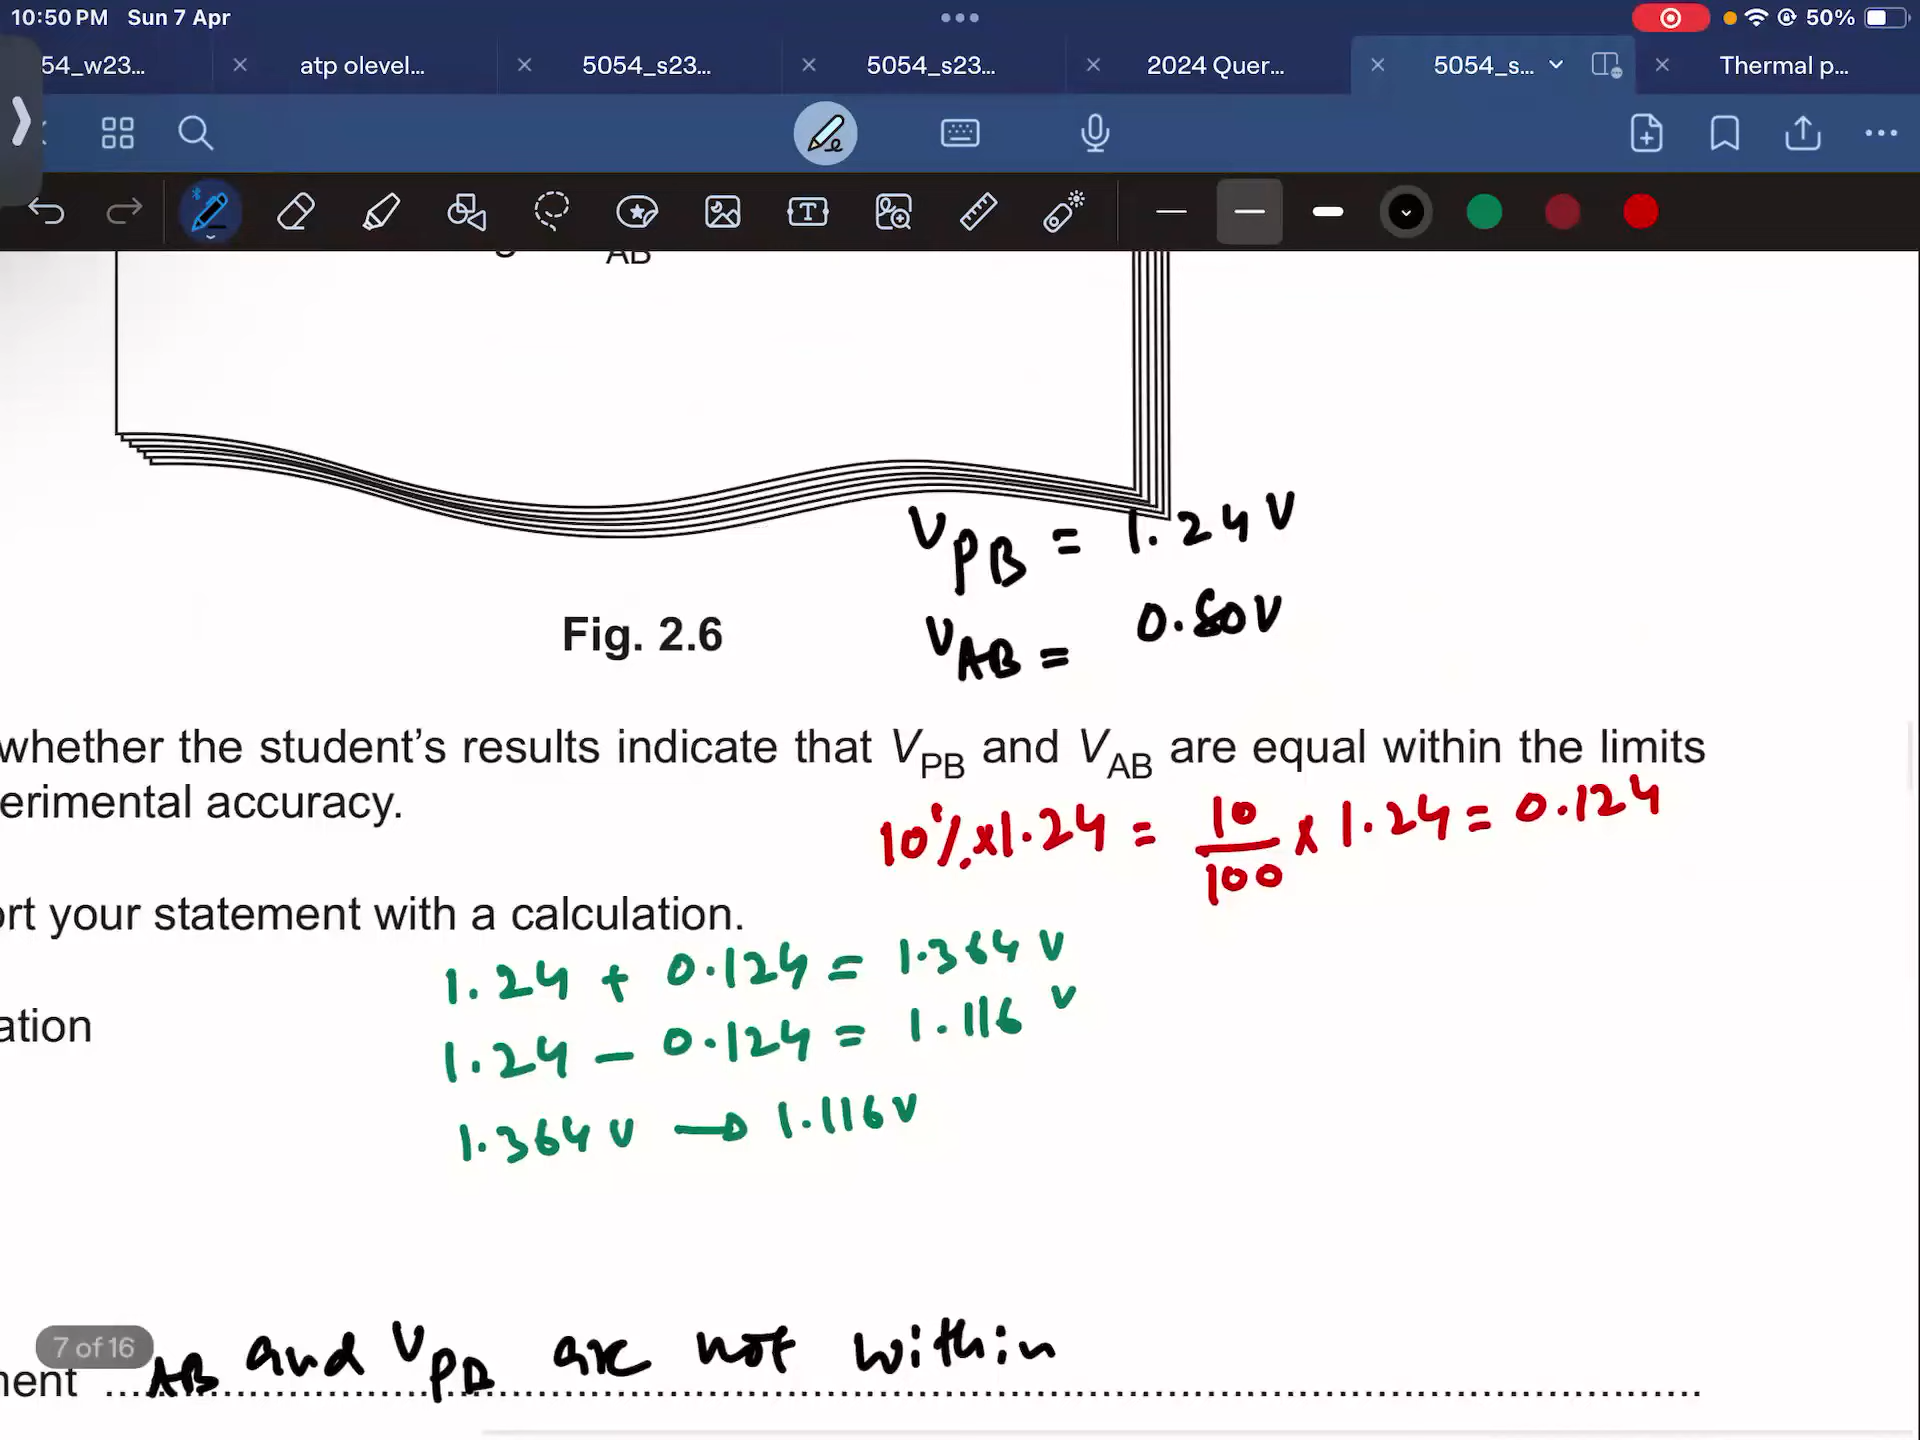 10:50 PM Sun 7 Apr
50%
54_w23... × atp olevel... × 5054_s23... × 5054_s23... × 2024 Quer... × 5054_s... × Thermal p...
AB
V_PB = 1.24 V
V_AB = 0.80V
Fig. 2.6
whether the student's results indicate that V_PB and V_AB are equal within the limits
erimental accuracy.
10% x 1.24 = 10/100 x 1.24 = 0.124
ort your statement with a calculation.
1.24 + 0.124 = 1.364 V
1.24 – 0.124 = 1.116 V
ation
1.364 V → 1.116 V
7 of 16
nent ... AB and V_PB are not within